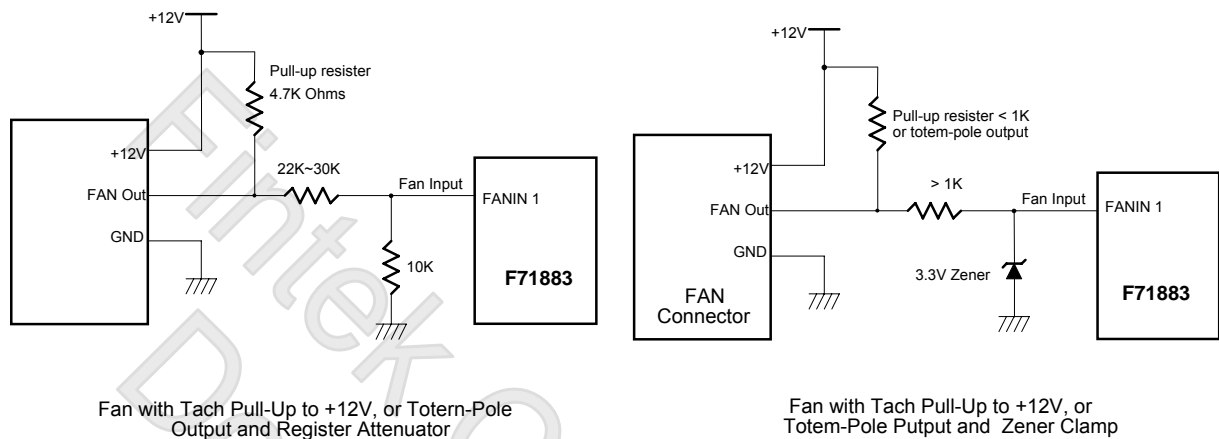 +12V
Pull-up resister
4.7K Ohms
+12V
22K~30K
Fan Input
FAN Out
FANIN 1
GND
10K
F71883
Fan with Tach Pull-Up to +12V, or Totern-Pole
Output and Register Attenuator
+12V
Pull-up resister < 1K
or totem-pole output
+12V
> 1K
Fan Input
FAN Out
FANIN 1
GND
3.3V Zener
F71883
FAN
Connector
Fan with Tach Pull-Up to +12V, or
Totem-Pole Putput and Zener Clamp
Fintek